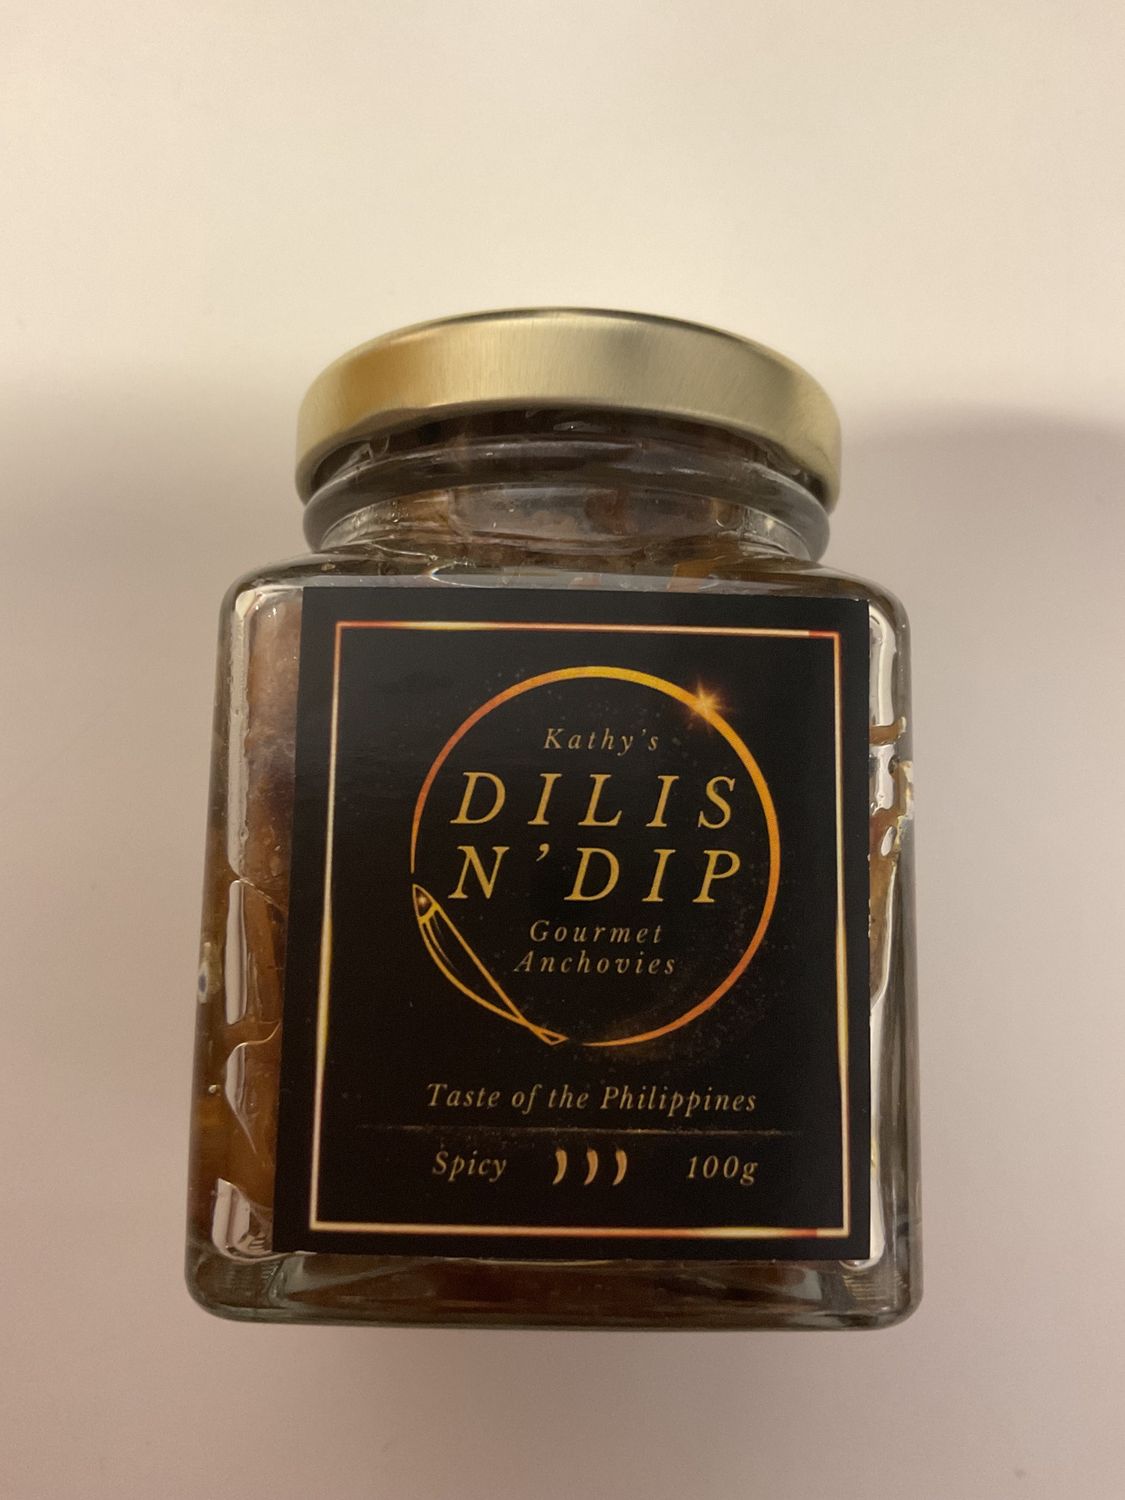 Kathy's
DILIS
N'DIP
Gourmet
Anchovies
Taste of the Philippines
Spicy 100g